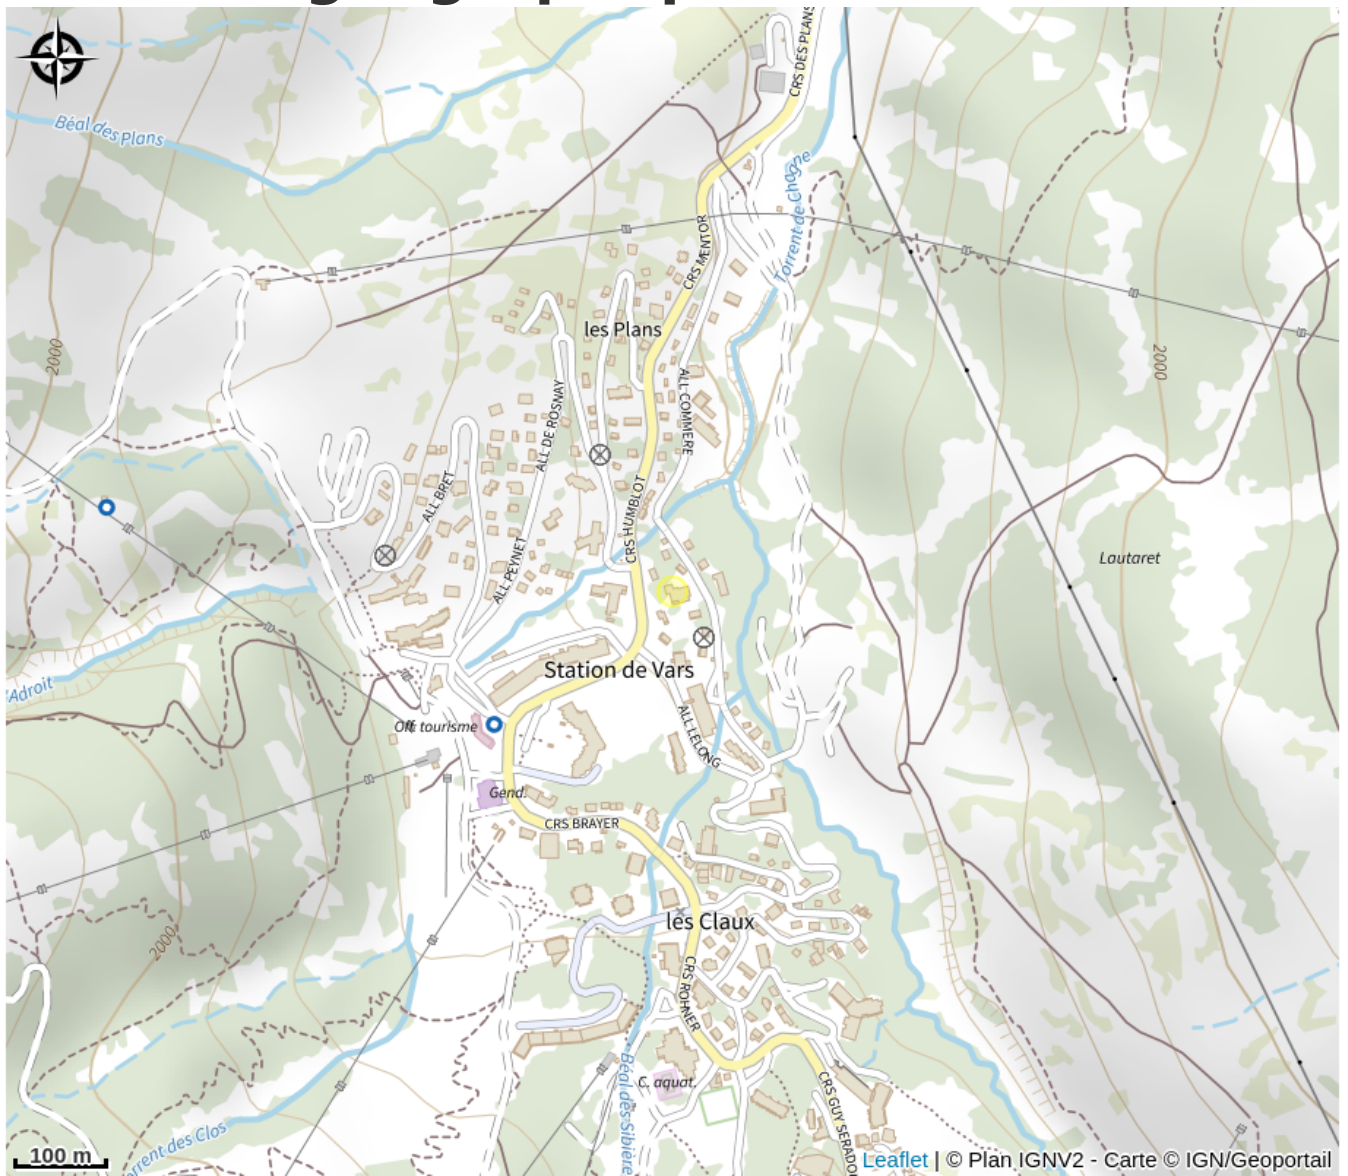 CRS DES PLANS
Béal des Plans
Torrent de Chagne
CRS MENTOR
les Plans
2000
2000
ALL COMMERE
ALL DE ROSNAY
ALL BRET
CRS HUMBLOT
ALL PEYNET
Lautaret
Station de Vars
'Adroit
Off. tourisme
ALL LELONG
Gend.
CRS BRAYER
les Claux
2000
CRS ROHNER
C. aquat.
Béal des Sibière
CRS GUY SERADO
orrent des Clos
100 m
Leaflet | © Plan IGNV2 - Carte © IGN/Geoportail